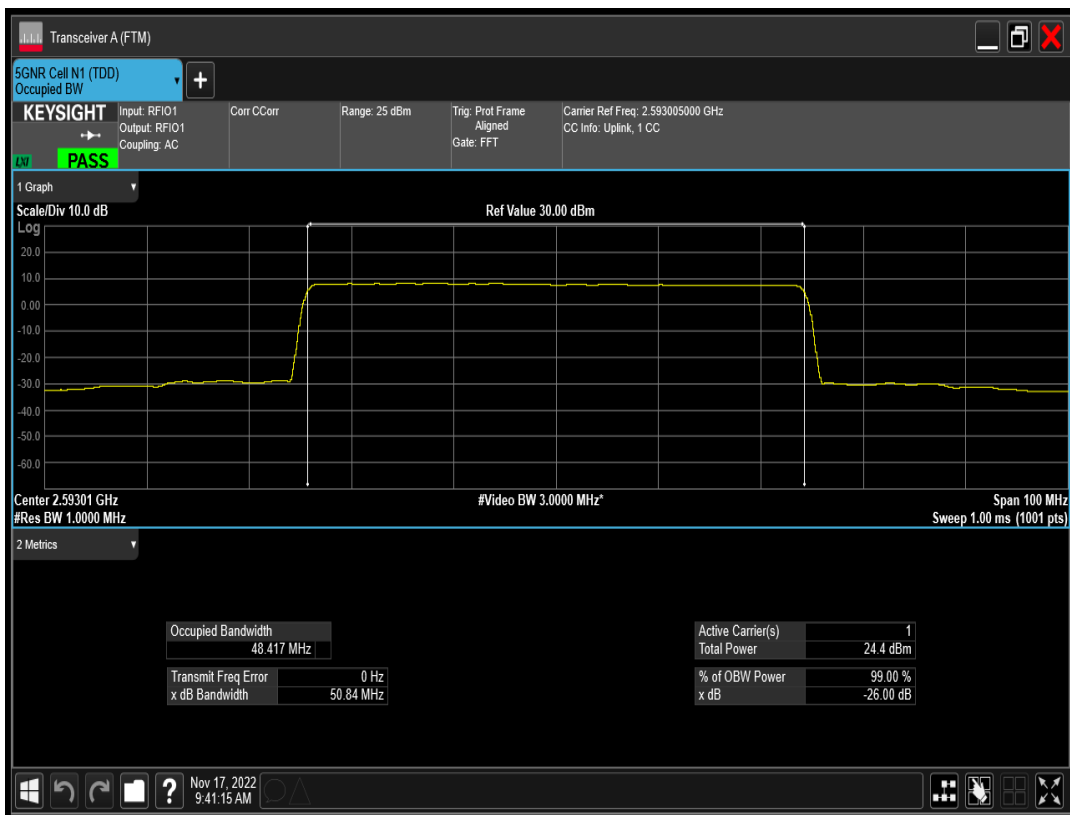 Transceiver A (FTM)
5GNR Cell N1 (TDD)
Occupied BW
+
KEYSIGHT
LXI
PASS
Input: RFIO1
Output: RFIO1
Coupling: AC
Corr CCorr
Range: 25 dBm
Trig: Prot Frame
Aligned
Gate: FFT
Carrier Ref Freq: 2.593005000 GHz
CC Info: Uplink, 1 CC
1 Graph
Scale/Div 10.0 dB
Ref Value 30.00 dBm
Log
20.0
10.0
0.00
-10.0
-20.0
-30.0
-40.0
-50.0
-60.0
Center 2.59301 GHz
#Video BW 3.0000 MHz*
Span 100 MHz
#Res BW 1.0000 MHz
Sweep 1.00 ms (1001 pts)
2 Metrics
Occupied Bandwidth
48.417 MHz
Transmit Freq Error 0 Hz
x dB Bandwidth 50.84 MHz
Active Carrier(s) 1
Total Power 24.4 dBm
% of OBW Power 99.00 %
x dB -26.00 dB
?
Nov 17, 2022
9:41:15 AM